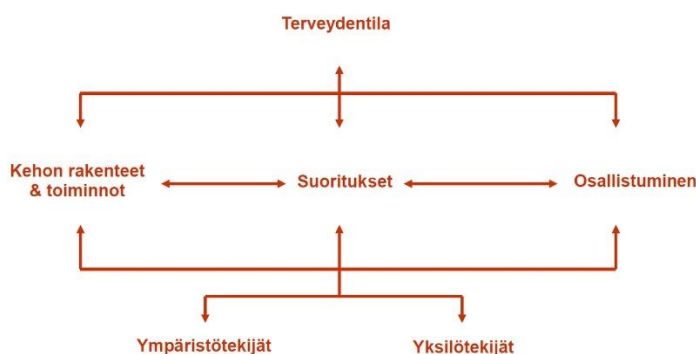 Terveydentila
Kehon rakenteet
& toiminnot
Suoritukset
Osallistuminen
Ympäristötekijät
Yksilötekijät